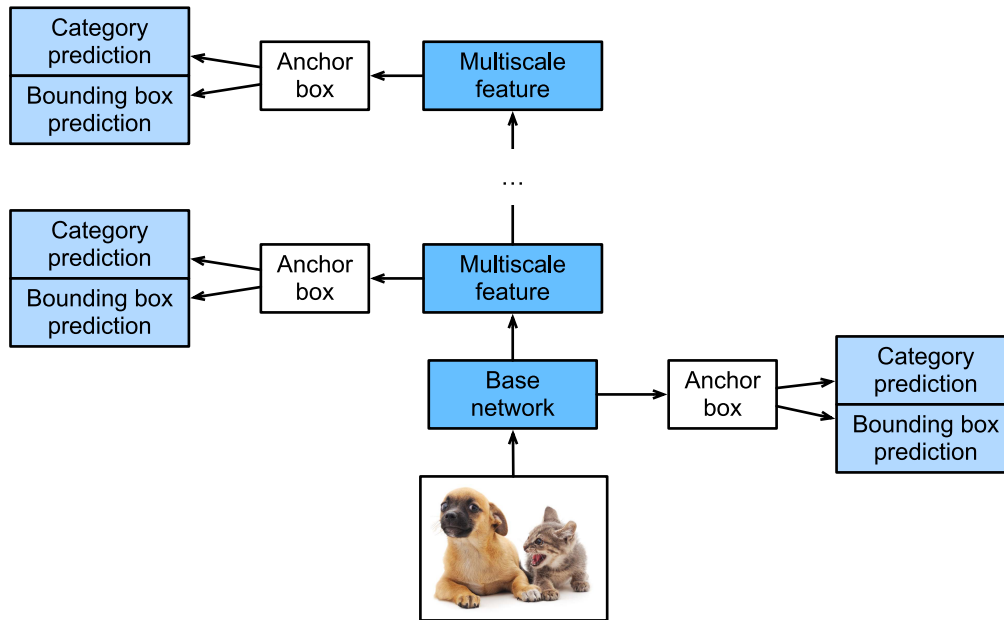 Category
prediction
Bounding box
prediction
Anchor
box
Multiscale
feature
...
Category
prediction
Bounding box
prediction
Anchor
box
Multiscale
feature
Base
network
Anchor
box
Category
prediction
Bounding box
prediction